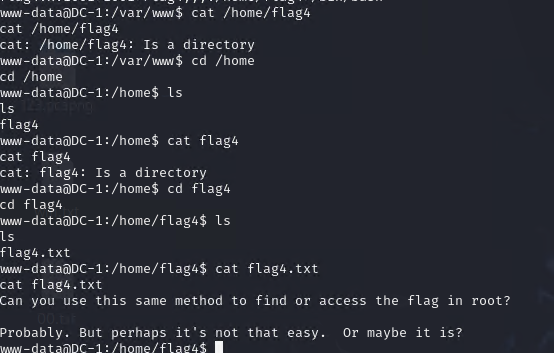 www-data@DC-1:/var/www$ cat /home/flag4
cat /home/flag4
cat: /home/flag4: Is a directory
www-data@DC-1:/var/www$ cd /home
cd /home
www-data@DC-1:/home$ ls
ls
flag4
www-data@DC-1:/home$ cat flag4
cat flag4
cat: flag4: Is a directory
www-data@DC-1:/home$ cd flag4
cd flag4
www-data@DC-1:/home/flag4$ ls
ls
flag4.txt
www-data@DC-1:/home/flag4$ cat flag4.txt
cat flag4.txt
Can you use this same method to find or access the flag in root?
Probably. But perhaps it's not that easy.  Or maybe it is?
www-data@DC-1:/home/flag4$